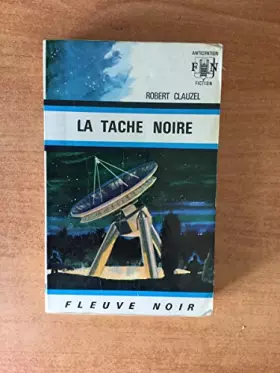 ANTICIPATION
FN
FICTION
ROBERT CLAUZEL
LA TACHE NOIRE
FLEUVE NOIR